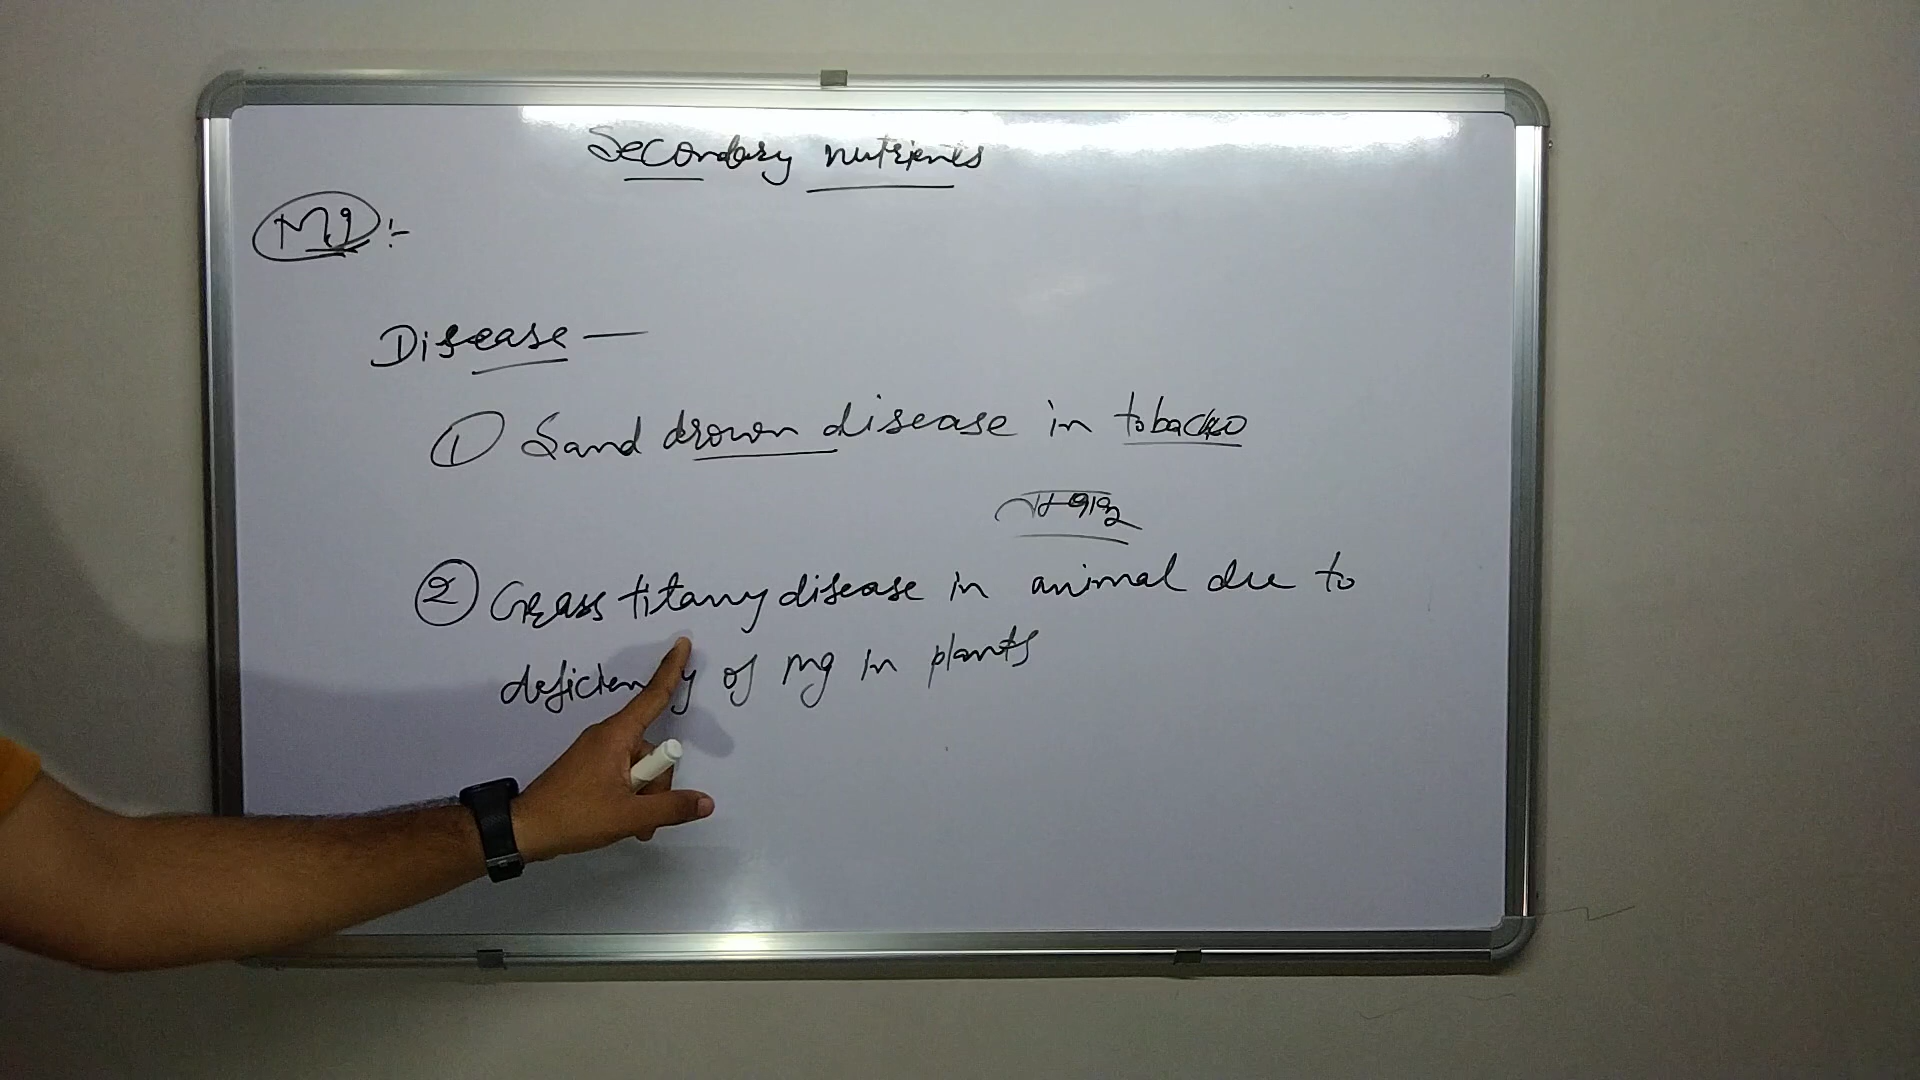 Secondary nutrients
Mg :-
Disease —
① Sand drown disease in tobacco
② Grass titany disease in animal due to
deficiency of mg in plants